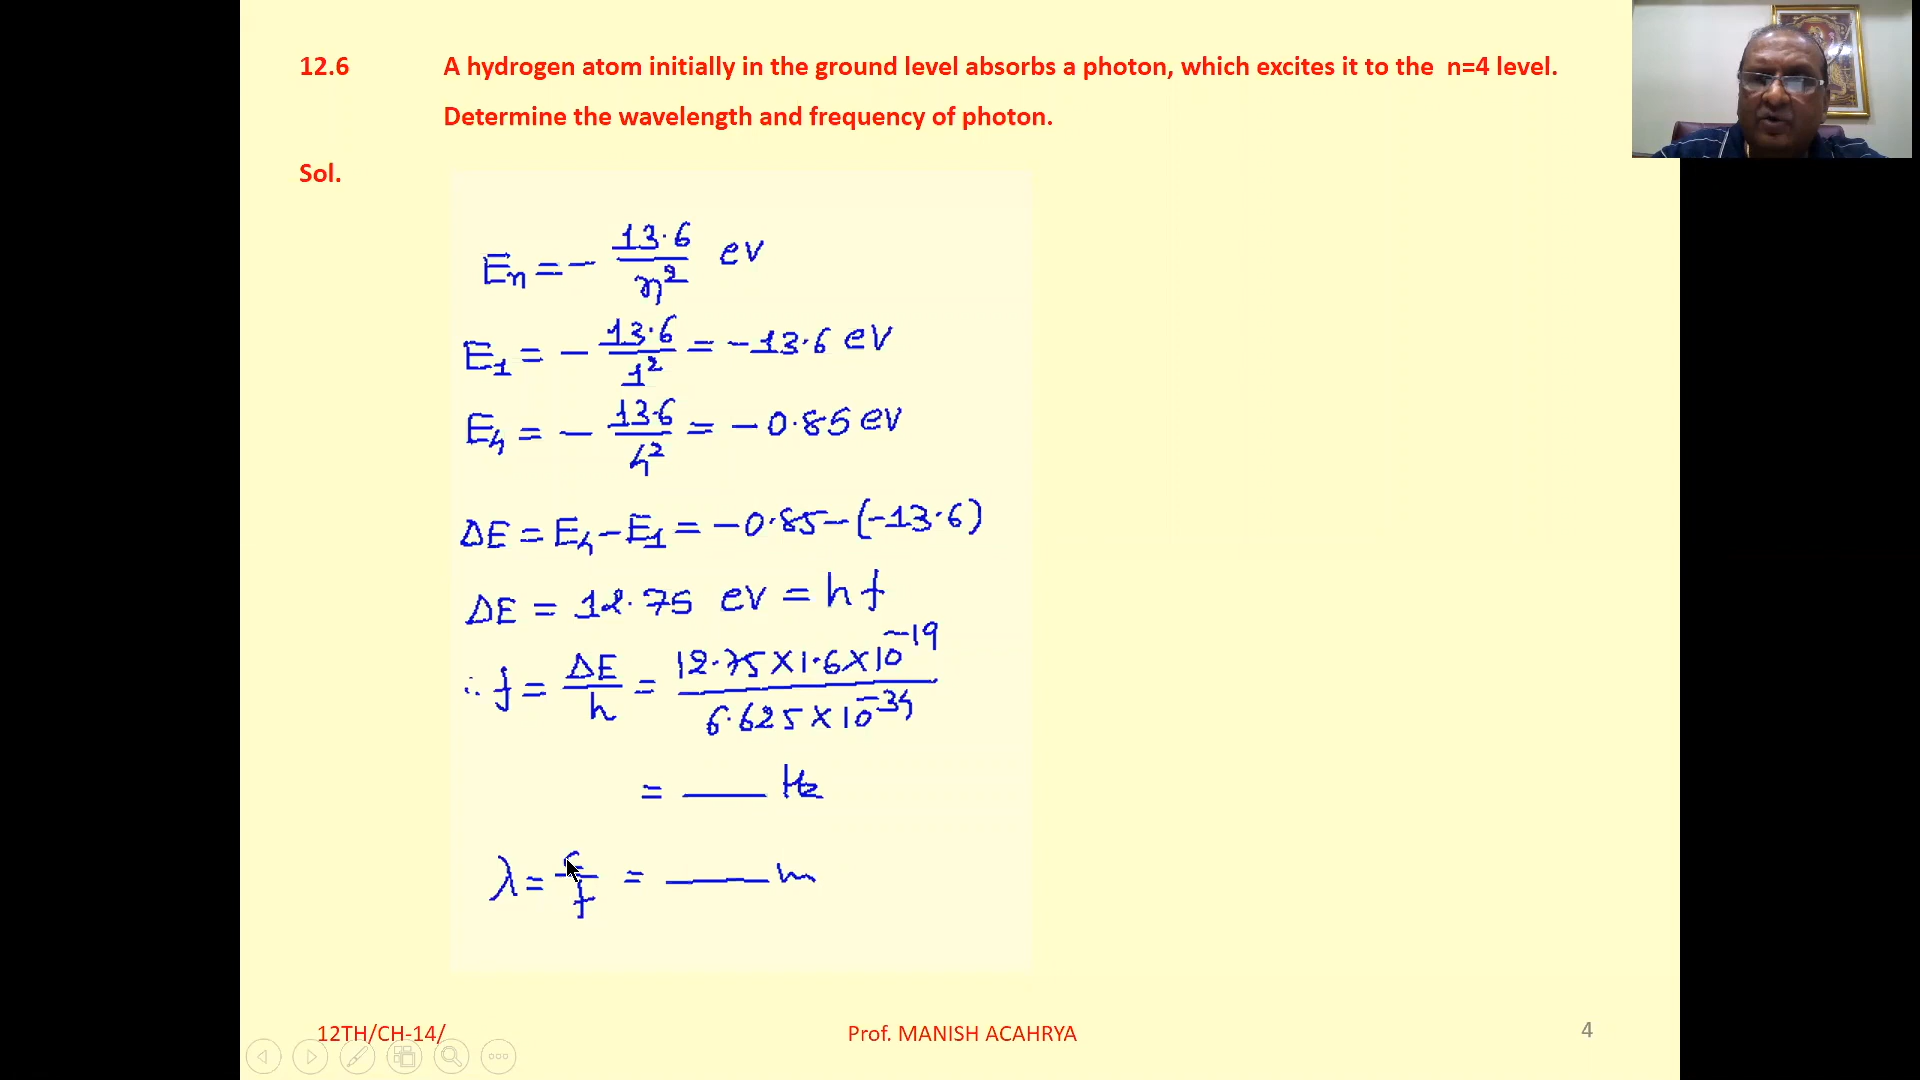 12.6 A hydrogen atom initially in the ground level absorbs a photon, which excites it to the n=4 level.
Determine the wavelength and frequency of photon.
Sol.
En = - 13.6 / n² ev
E1 = - 13.6 / 1² = -13.6 ev
E4 = - 13.6 / 4² = -0.85 ev
ΔE = E4 - E1 = -0.85 - (-13.6)
ΔE = 12.75 ev = hf
∴ f = ΔE / h = 12.75 × 1.6 × 10⁻¹⁹ / 6.625 × 10⁻³⁴
= ___ Hz
λ = c / f = ___ m
12TH/CH-14/ Prof. MANISH ACAHRYA 4